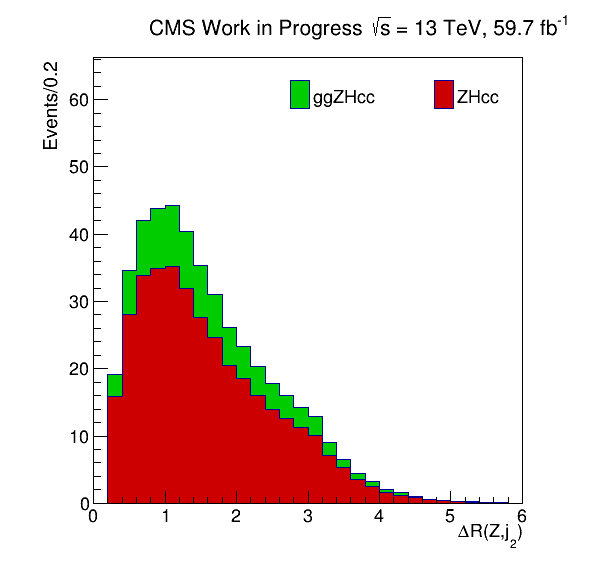 CMS Work in Progress √s = 13 TeV, 59.7 fb⁻¹
Events/0.2
ggZHcc
ZHcc
60
50
40
30
20
10
0
0 1 2 3 4 5 6
ΔR(Z,j₂)